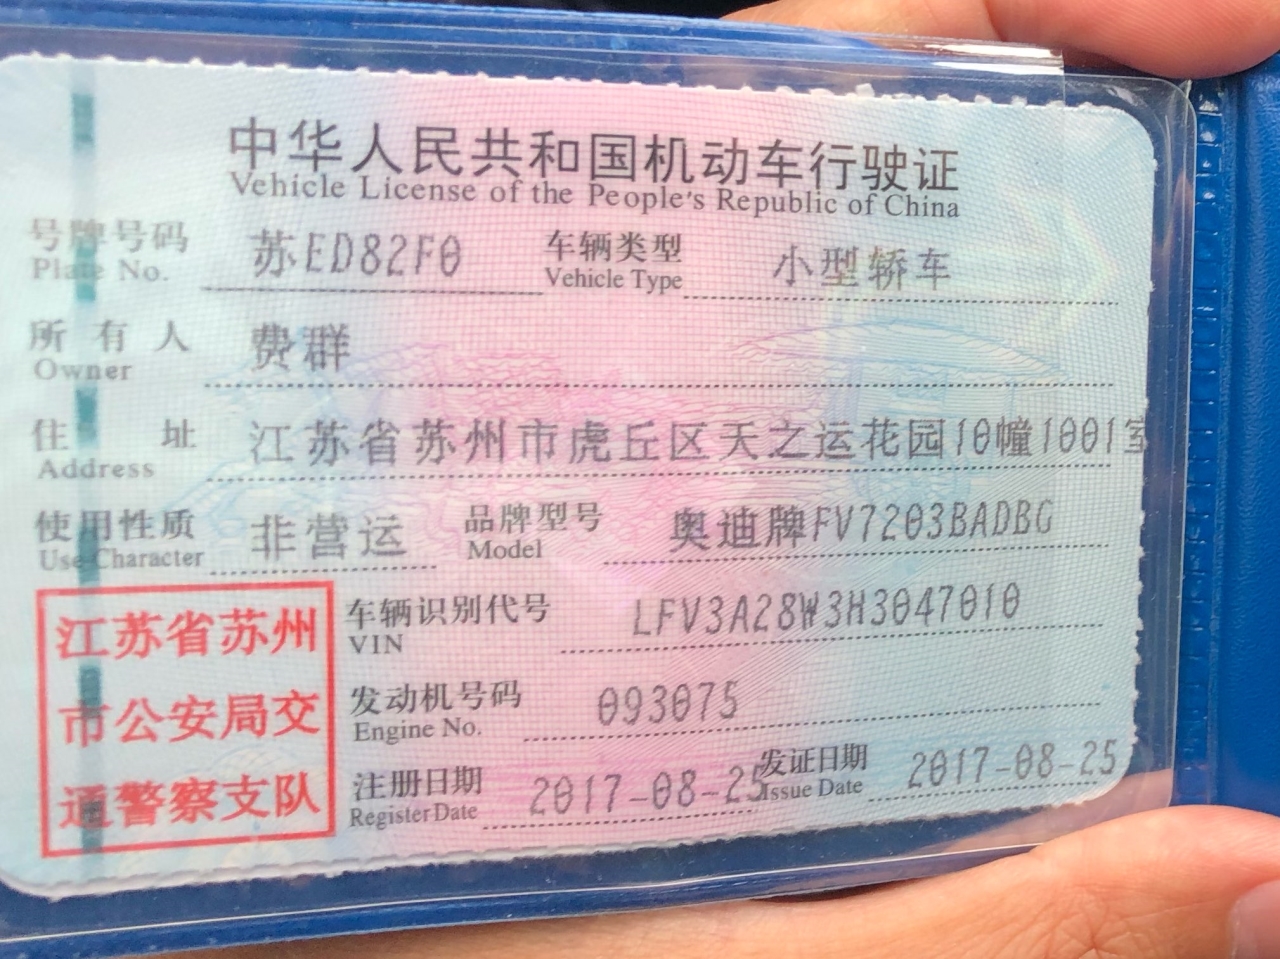 中华人民共和国机动车行驶证
Vehicle License of the People's Republic of China
号牌号码 苏ED82F0 车辆类型 小型轿车
Plate No. Vehicle Type
所有人 费群
Owner
住址 江苏省苏州市虎丘区天之运花园10幢1001室
Address
使用性质 非营运 品牌型号 奥迪牌FV7203BADBG
Use Character Model
江苏省苏州
市公安局交
通警察支队
车辆识别代号 LFV3A28W3H3047010
VIN
发动机号码 093075
Engine No.
注册日期 2017-08-25 发证日期 2017-08-25
Register Date Issue Date